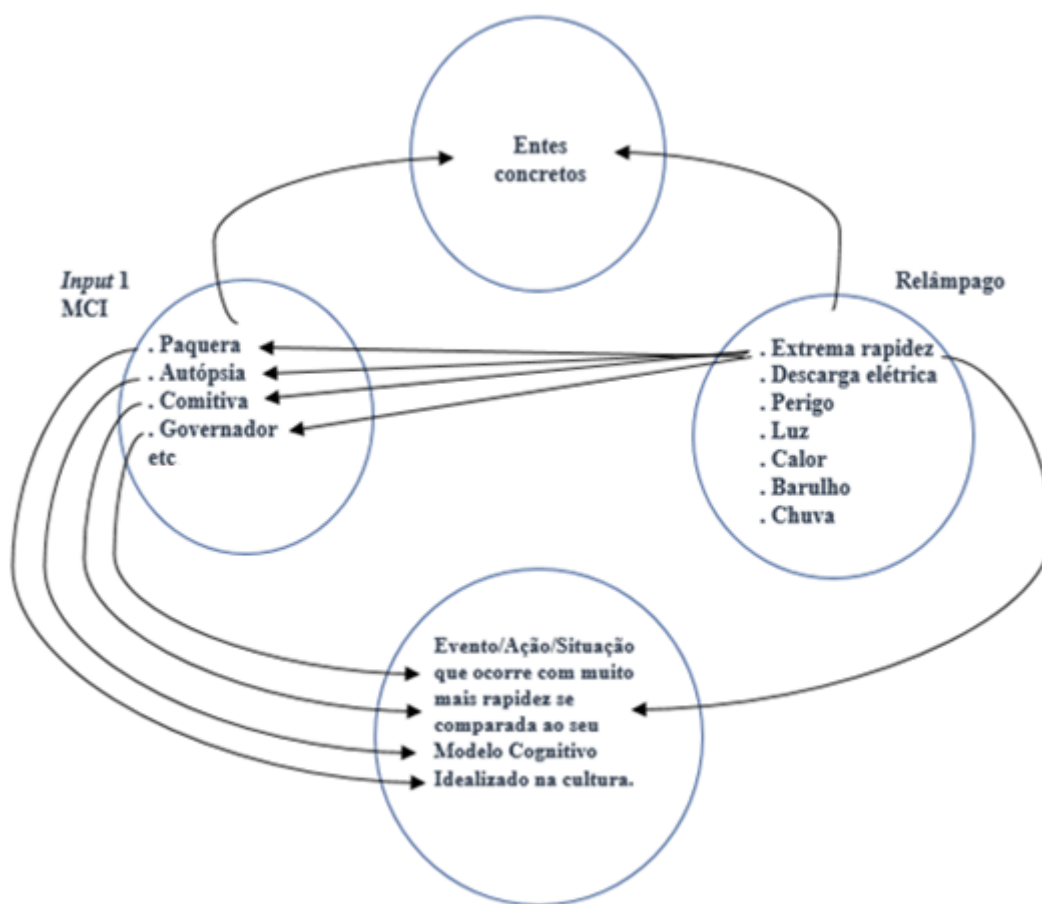 Entes
concretos
Input 1
MCI
. Paquera
. Autópsia
. Comitiva
. Governador
etc
Relâmpago
. Extrema rapidez
. Descarga elétrica
. Perigo
. Luz
. Calor
. Barulho
. Chuva
Evento/Ação/Situação
que ocorre com muito
mais rapidez se
comparada ao seu
Modelo Cognitivo
Idealizado na cultura.